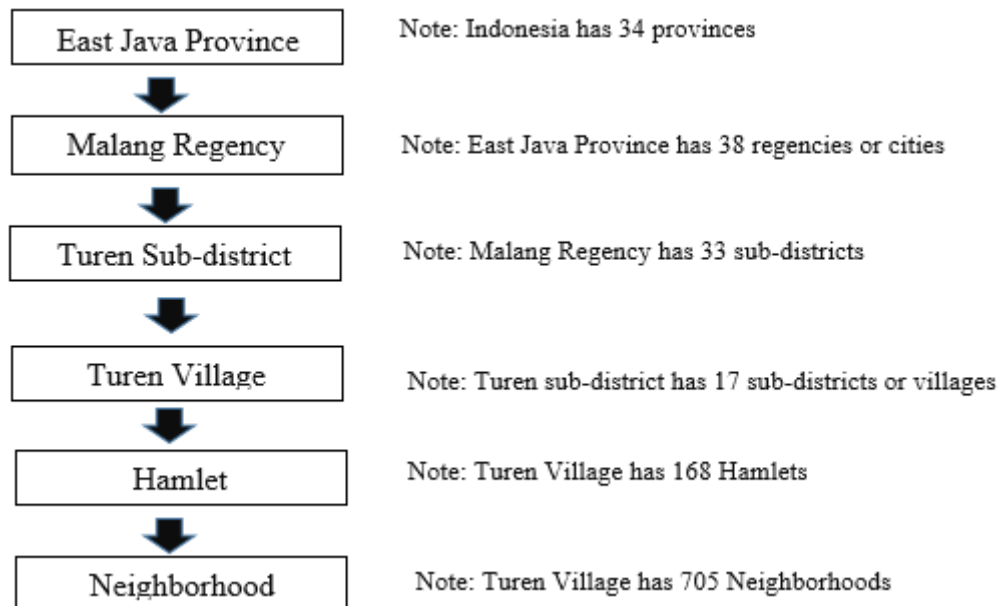 East Java Province
Note: Indonesia has 34 provinces
Malang Regency
Note: East Java Province has 38 regencies or cities
Turen Sub-district
Note: Malang Regency has 33 sub-districts
Turen Village
Note: Turen sub-district has 17 sub-districts or villages
Hamlet
Note: Turen Village has 168 Hamlets
Neighborhood
Note: Turen Village has 705 Neighborhoods